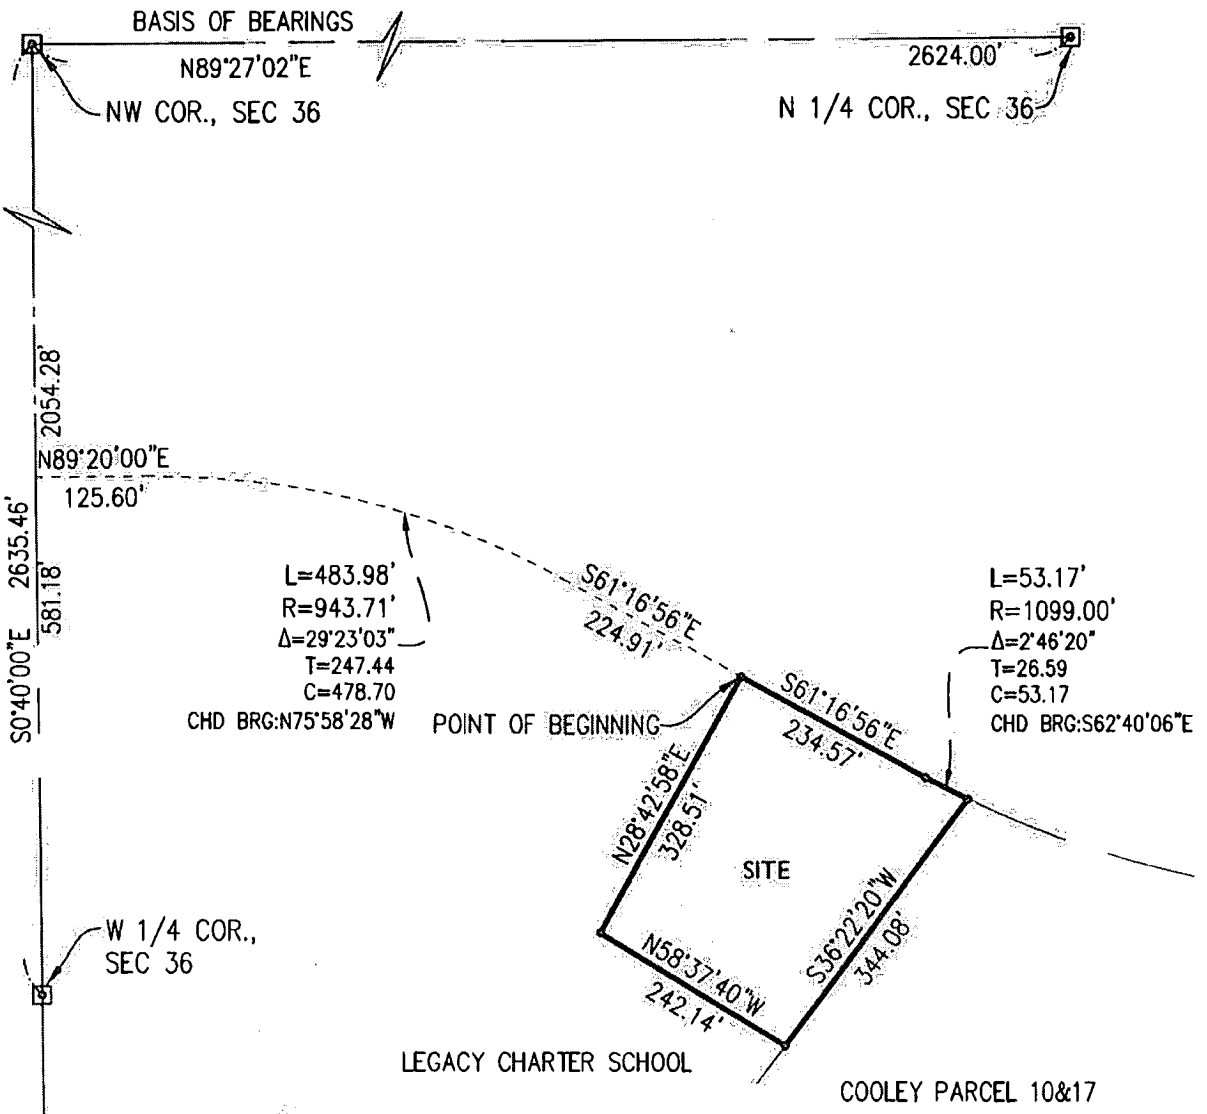 BASIS OF BEARINGS
N89°27'02"E
2624.00'
NW COR., SEC 36
N 1/4 COR., SEC 36
2054.28'
N89°20'00"E
125.60'
S0°40'00"E 2635.46'
581.18'
L=483.98'
R=943.71'
Δ=29°23'03"
T=247.44
C=478.70
CHD BRG:N75°58'28"W
S61°16'56"E
224.91'
L=53.17'
R=1099.00'
Δ=2°46'20"
T=26.59
C=53.17
CHD BRG:S62°40'06"E
POINT OF BEGINNING
S61°16'56"E
234.57'
N28°42'58"E
328.51'
SITE
S36°22'20"W
344.08'
W 1/4 COR.,
SEC 36
N58°37'40"W
242.14'
LEGACY CHARTER SCHOOL
COOLEY PARCEL 10&17